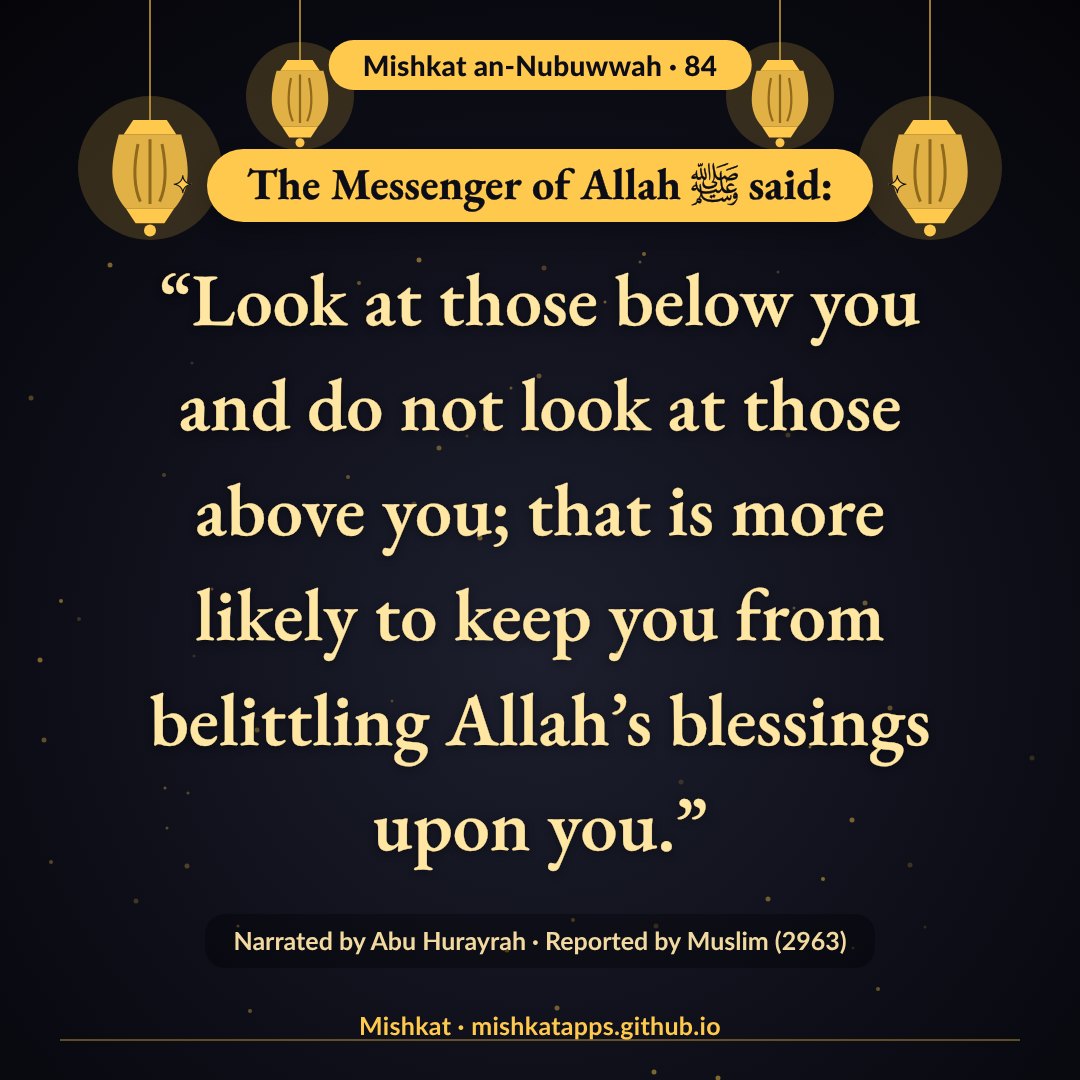 Mishkat an-Nubuwwah · 84
The Messenger of Allah ﷺ said:
“Look at those below you
and do not look at those
above you; that is more
likely to keep you from
belittling Allah’s blessings
upon you.”
Narrated by Abu Hurayrah · Reported by Muslim (2963)
Mishkat · mishkatapps.github.io